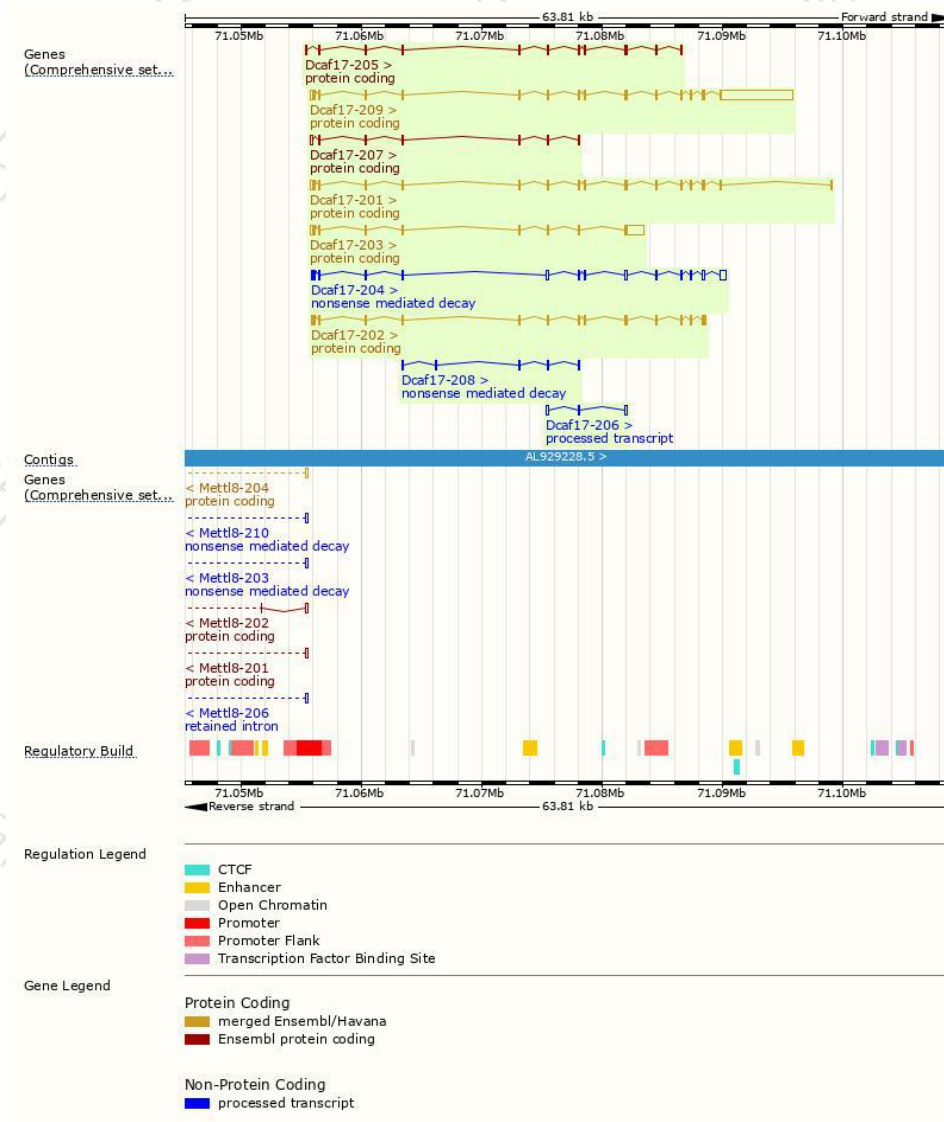 63.81 kb
Forward strand
71.05Mb 71.06Mb 71.07Mb 71.08Mb 71.09Mb 71.10Mb
Genes
(Comprehensive set...
Dcaf17-205 >
protein coding
Dcaf17-209 >
protein coding
Dcaf17-207 >
protein coding
Dcaf17-201 >
protein coding
Dcaf17-203 >
protein coding
Dcaf17-204 >
nonsense mediated decay
Dcaf17-202 >
protein coding
Dcaf17-208 >
nonsense mediated decay
Dcaf17-206 >
processed transcript
Contigs
AL929228.5 >
Genes
(Comprehensive set...
< Mettl8-204
protein coding
< Mettl8-210
nonsense mediated decay
< Mettl8-203
nonsense mediated decay
< Mettl8-202
protein coding
< Mettl8-201
protein coding
< Mettl8-206
retained intron
Regulatory Build
71.05Mb 71.06Mb 71.07Mb 71.08Mb 71.09Mb 71.10Mb
Reverse strand
63.81 kb
Regulation Legend
CTCF
Enhancer
Open Chromatin
Promoter
Promoter Flank
Transcription Factor Binding Site
Gene Legend
Protein Coding
merged Ensembl/Havana
Ensembl protein coding
Non-Protein Coding
processed transcript